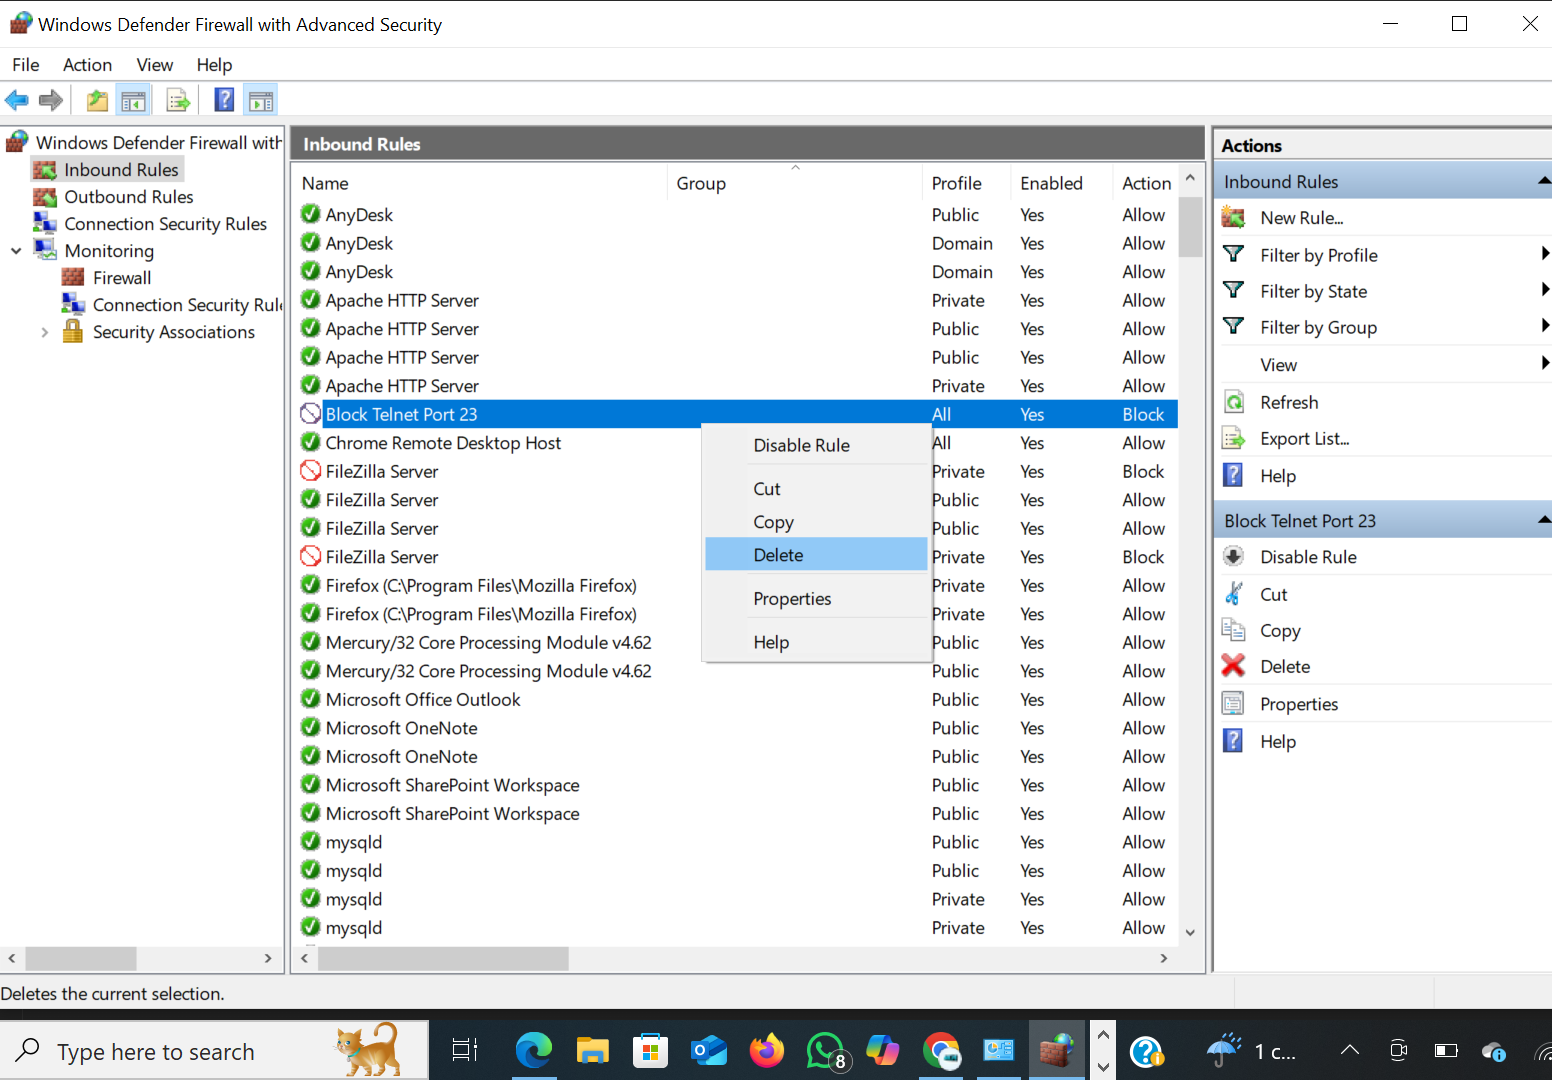 Windows Defender Firewall with Advanced Security
File Action View Help
Windows Defender Firewall with
Inbound Rules
Outbound Rules
Connection Security Rules
Monitoring
Firewall
Connection Security Rule
Security Associations
Inbound Rules
Name Group Profile Enabled Action
AnyDesk Public Yes Allow
AnyDesk Domain Yes Allow
AnyDesk Domain Yes Allow
Apache HTTP Server Private Yes Allow
Apache HTTP Server Public Yes Allow
Apache HTTP Server Public Yes Allow
Apache HTTP Server Private Yes Allow
Block Telnet Port 23 All Yes Block
Chrome Remote Desktop Host All Yes Allow
FileZilla Server Private Yes Block
FileZilla Server Public Yes Allow
FileZilla Server Public Yes Allow
FileZilla Server Private Yes Block
Firefox (C:\Program Files\Mozilla Firefox) Private Yes Allow
Firefox (C:\Program Files\Mozilla Firefox) Private Yes Allow
Mercury/32 Core Processing Module v4.62 Public Yes Allow
Mercury/32 Core Processing Module v4.62 Public Yes Allow
Microsoft Office Outlook Public Yes Allow
Microsoft OneNote Public Yes Allow
Microsoft OneNote Public Yes Allow
Microsoft SharePoint Workspace Public Yes Allow
Microsoft SharePoint Workspace Public Yes Allow
mysqld Public Yes Allow
mysqld Public Yes Allow
mysqld Private Yes Allow
mysqld Private Yes Allow
Disable Rule
Cut
Copy
Delete
Properties
Help
Actions
Inbound Rules
New Rule...
Filter by Profile
Filter by State
Filter by Group
View
Refresh
Export List...
Help
Block Telnet Port 23
Disable Rule
Cut
Copy
Delete
Properties
Help
Deletes the current selection.
Type here to search
8
1 c...